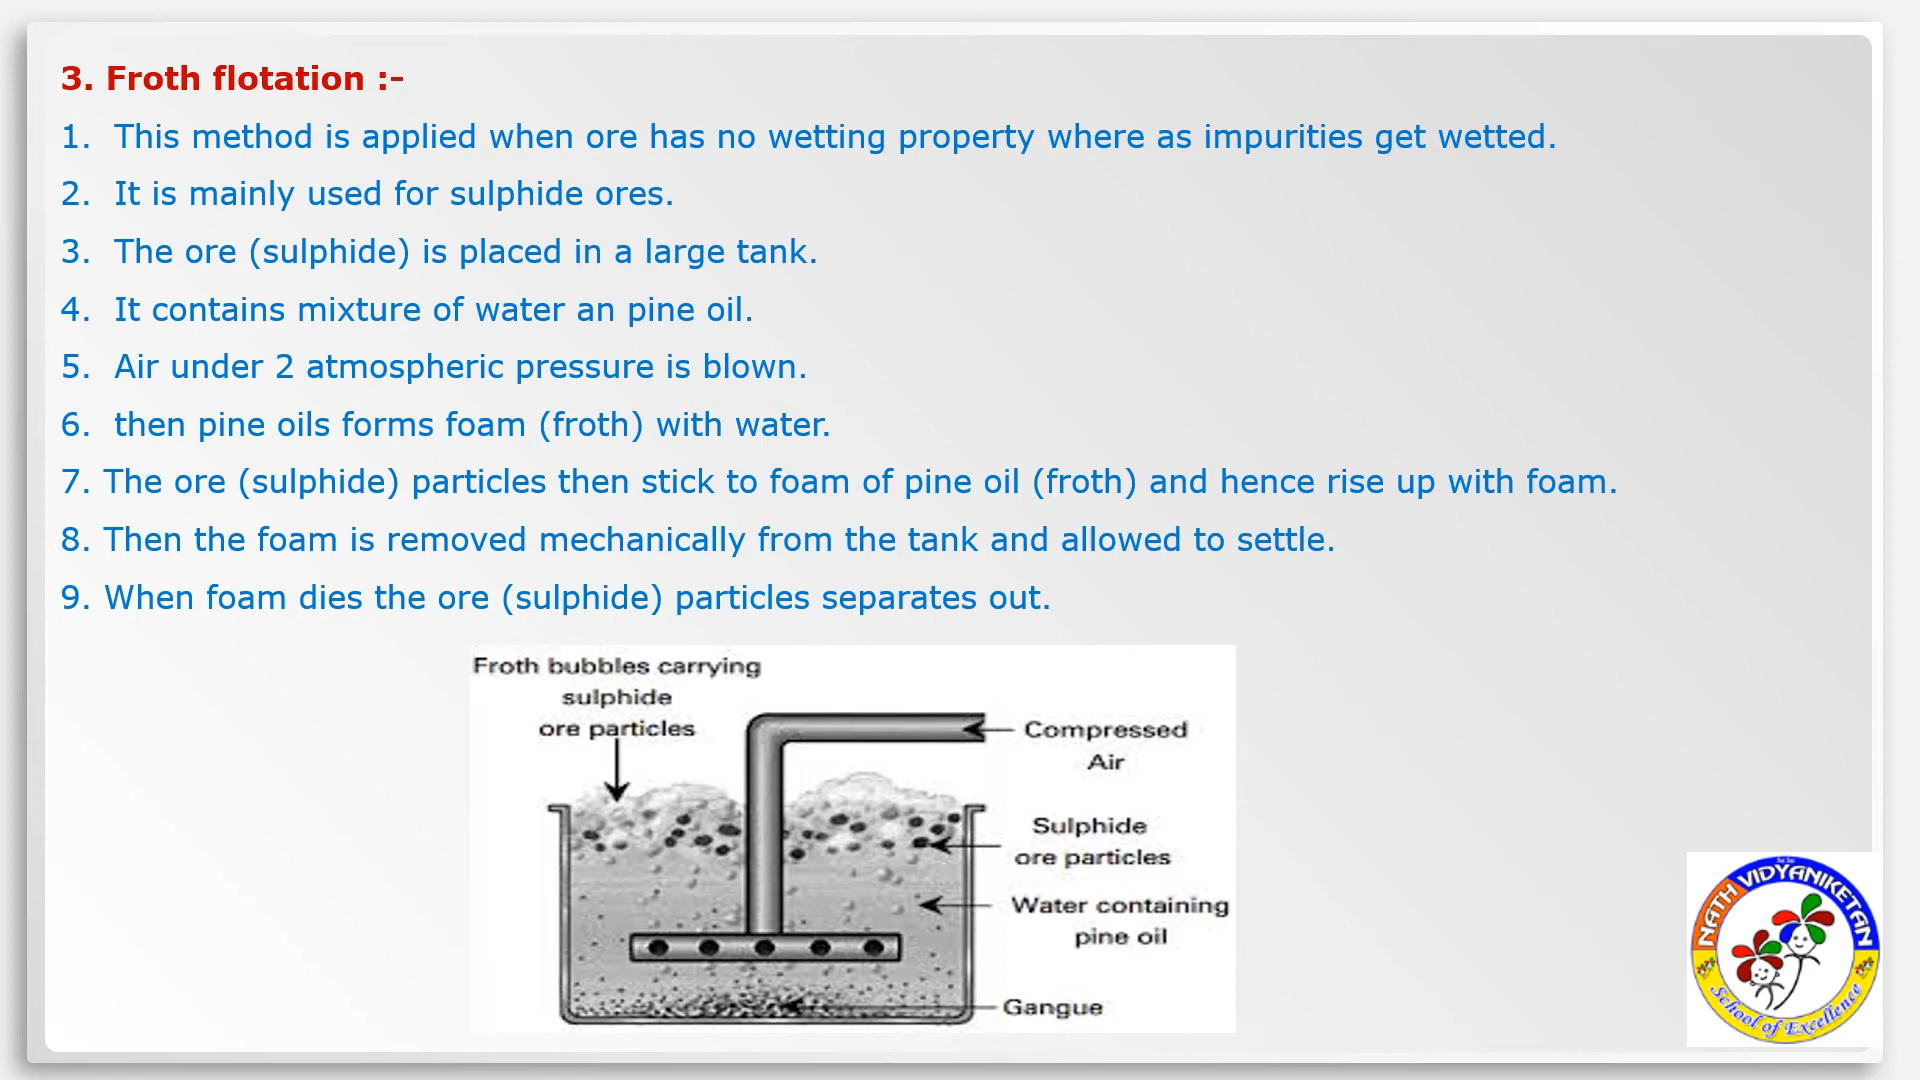 3. Froth flotation :-
1. This method is applied when ore has no wetting property where as impurities get wetted.
2. It is mainly used for sulphide ores.
3. The ore (sulphide) is placed in a large tank.
4. It contains mixture of water an pine oil.
5. Air under 2 atmospheric pressure is blown.
6. then pine oils forms foam (froth) with water.
7. The ore (sulphide) particles then stick to foam of pine oil (froth) and hence rise up with foam.
8. Then the foam is removed mechanically from the tank and allowed to settle.
9. When foam dies the ore (sulphide) particles separates out.
Froth bubbles carrying
sulphide
ore particles
Compressed
Air
Sulphide
ore particles
Water containing
pine oil
Gangue
NATH VIDYANIKETAN
School of Excellence